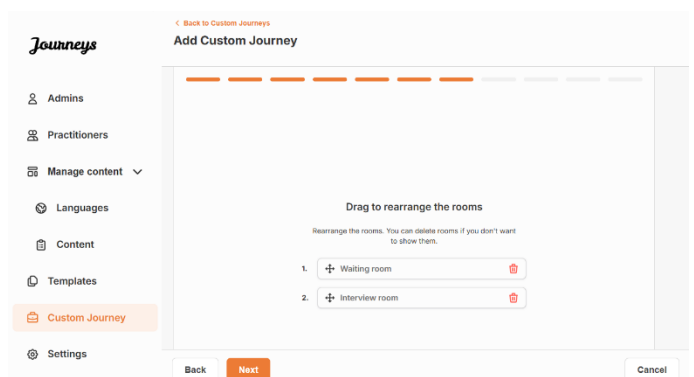 < Back to Custom Journeys
Journeys
Add Custom Journey
Admins
Practitioners
Manage content
Languages
Content
Templates
Custom Journey
Settings
Drag to rearrange the rooms
Rearrange the rooms. You can delete rooms if you don't want
to show them.
1. Waiting room
2. Interview room
Back
Next
Cancel